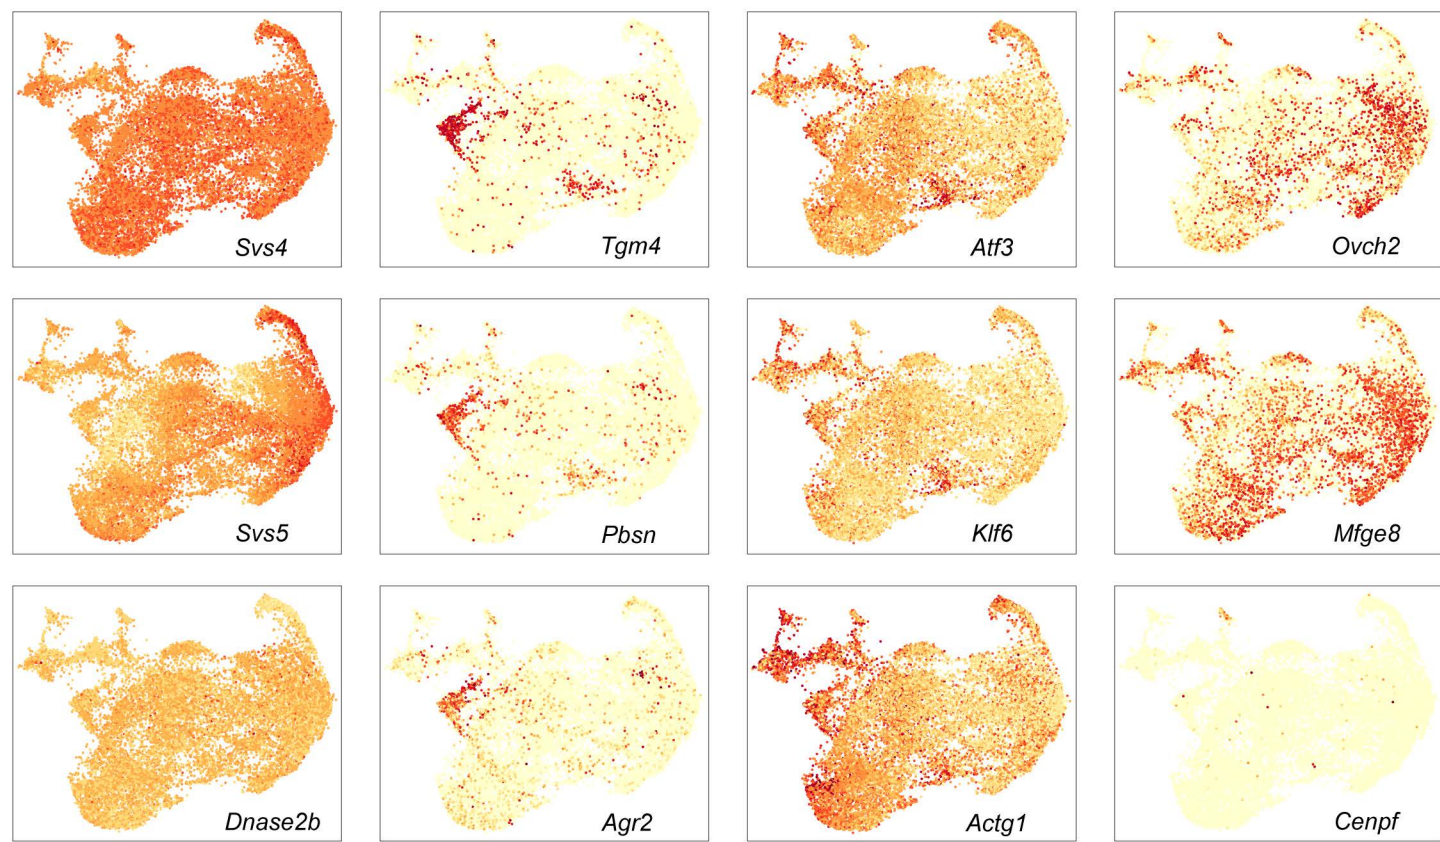 Svs4
Tgm4
Atf3
Ovch2
Svs5
Pbsn
Klf6
Mfge8
Dnase2b
Agr2
Actg1
Cenpf